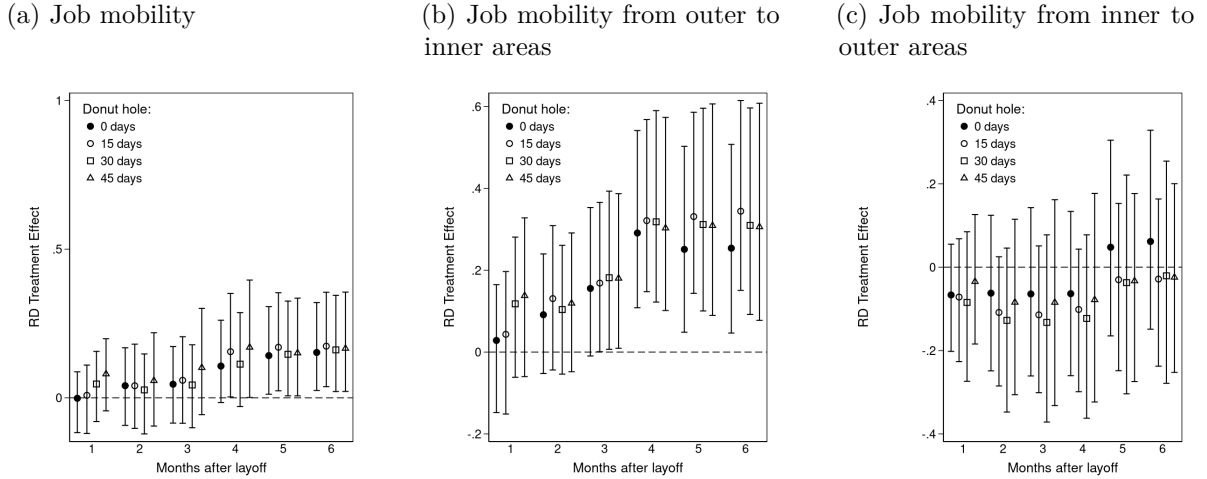 (a) Job mobility
(b) Job mobility from outer to
inner areas
(c) Job mobility from inner to
outer areas
RD Treatment Effect
1
.5
0
Donut hole:
0 days
15 days
30 days
45 days
1 2 3 4 5 6
Months after layoff
RD Treatment Effect
.6
.4
.2
0
-.2
Donut hole:
0 days
15 days
30 days
45 days
1 2 3 4 5 6
Months after layoff
RD Treatment Effect
.4
.2
0
-.2
-.4
Donut hole:
0 days
15 days
30 days
45 days
1 2 3 4 5 6
Months after layoff